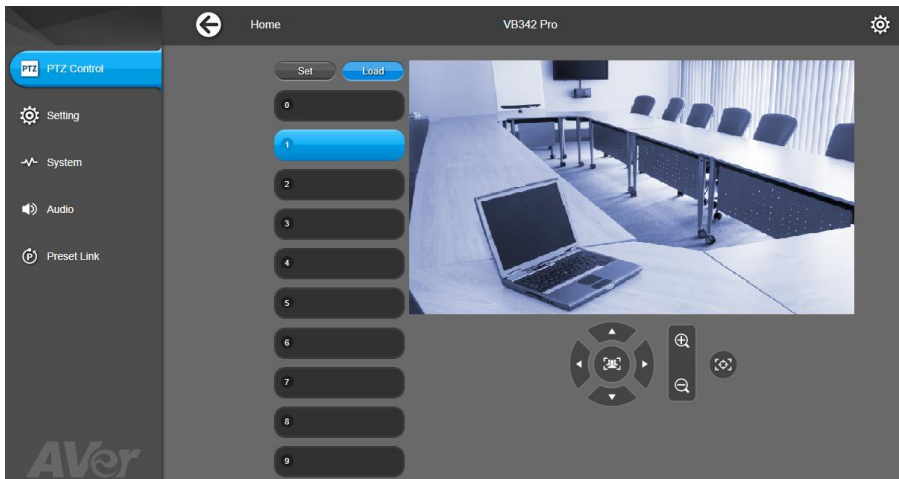 Home
VB342 Pro
PTZ PTZ Control
Setting
System
Audio
P Preset Link
Set
Load
0
1
2
3
4
5
6
7
8
9
AVer